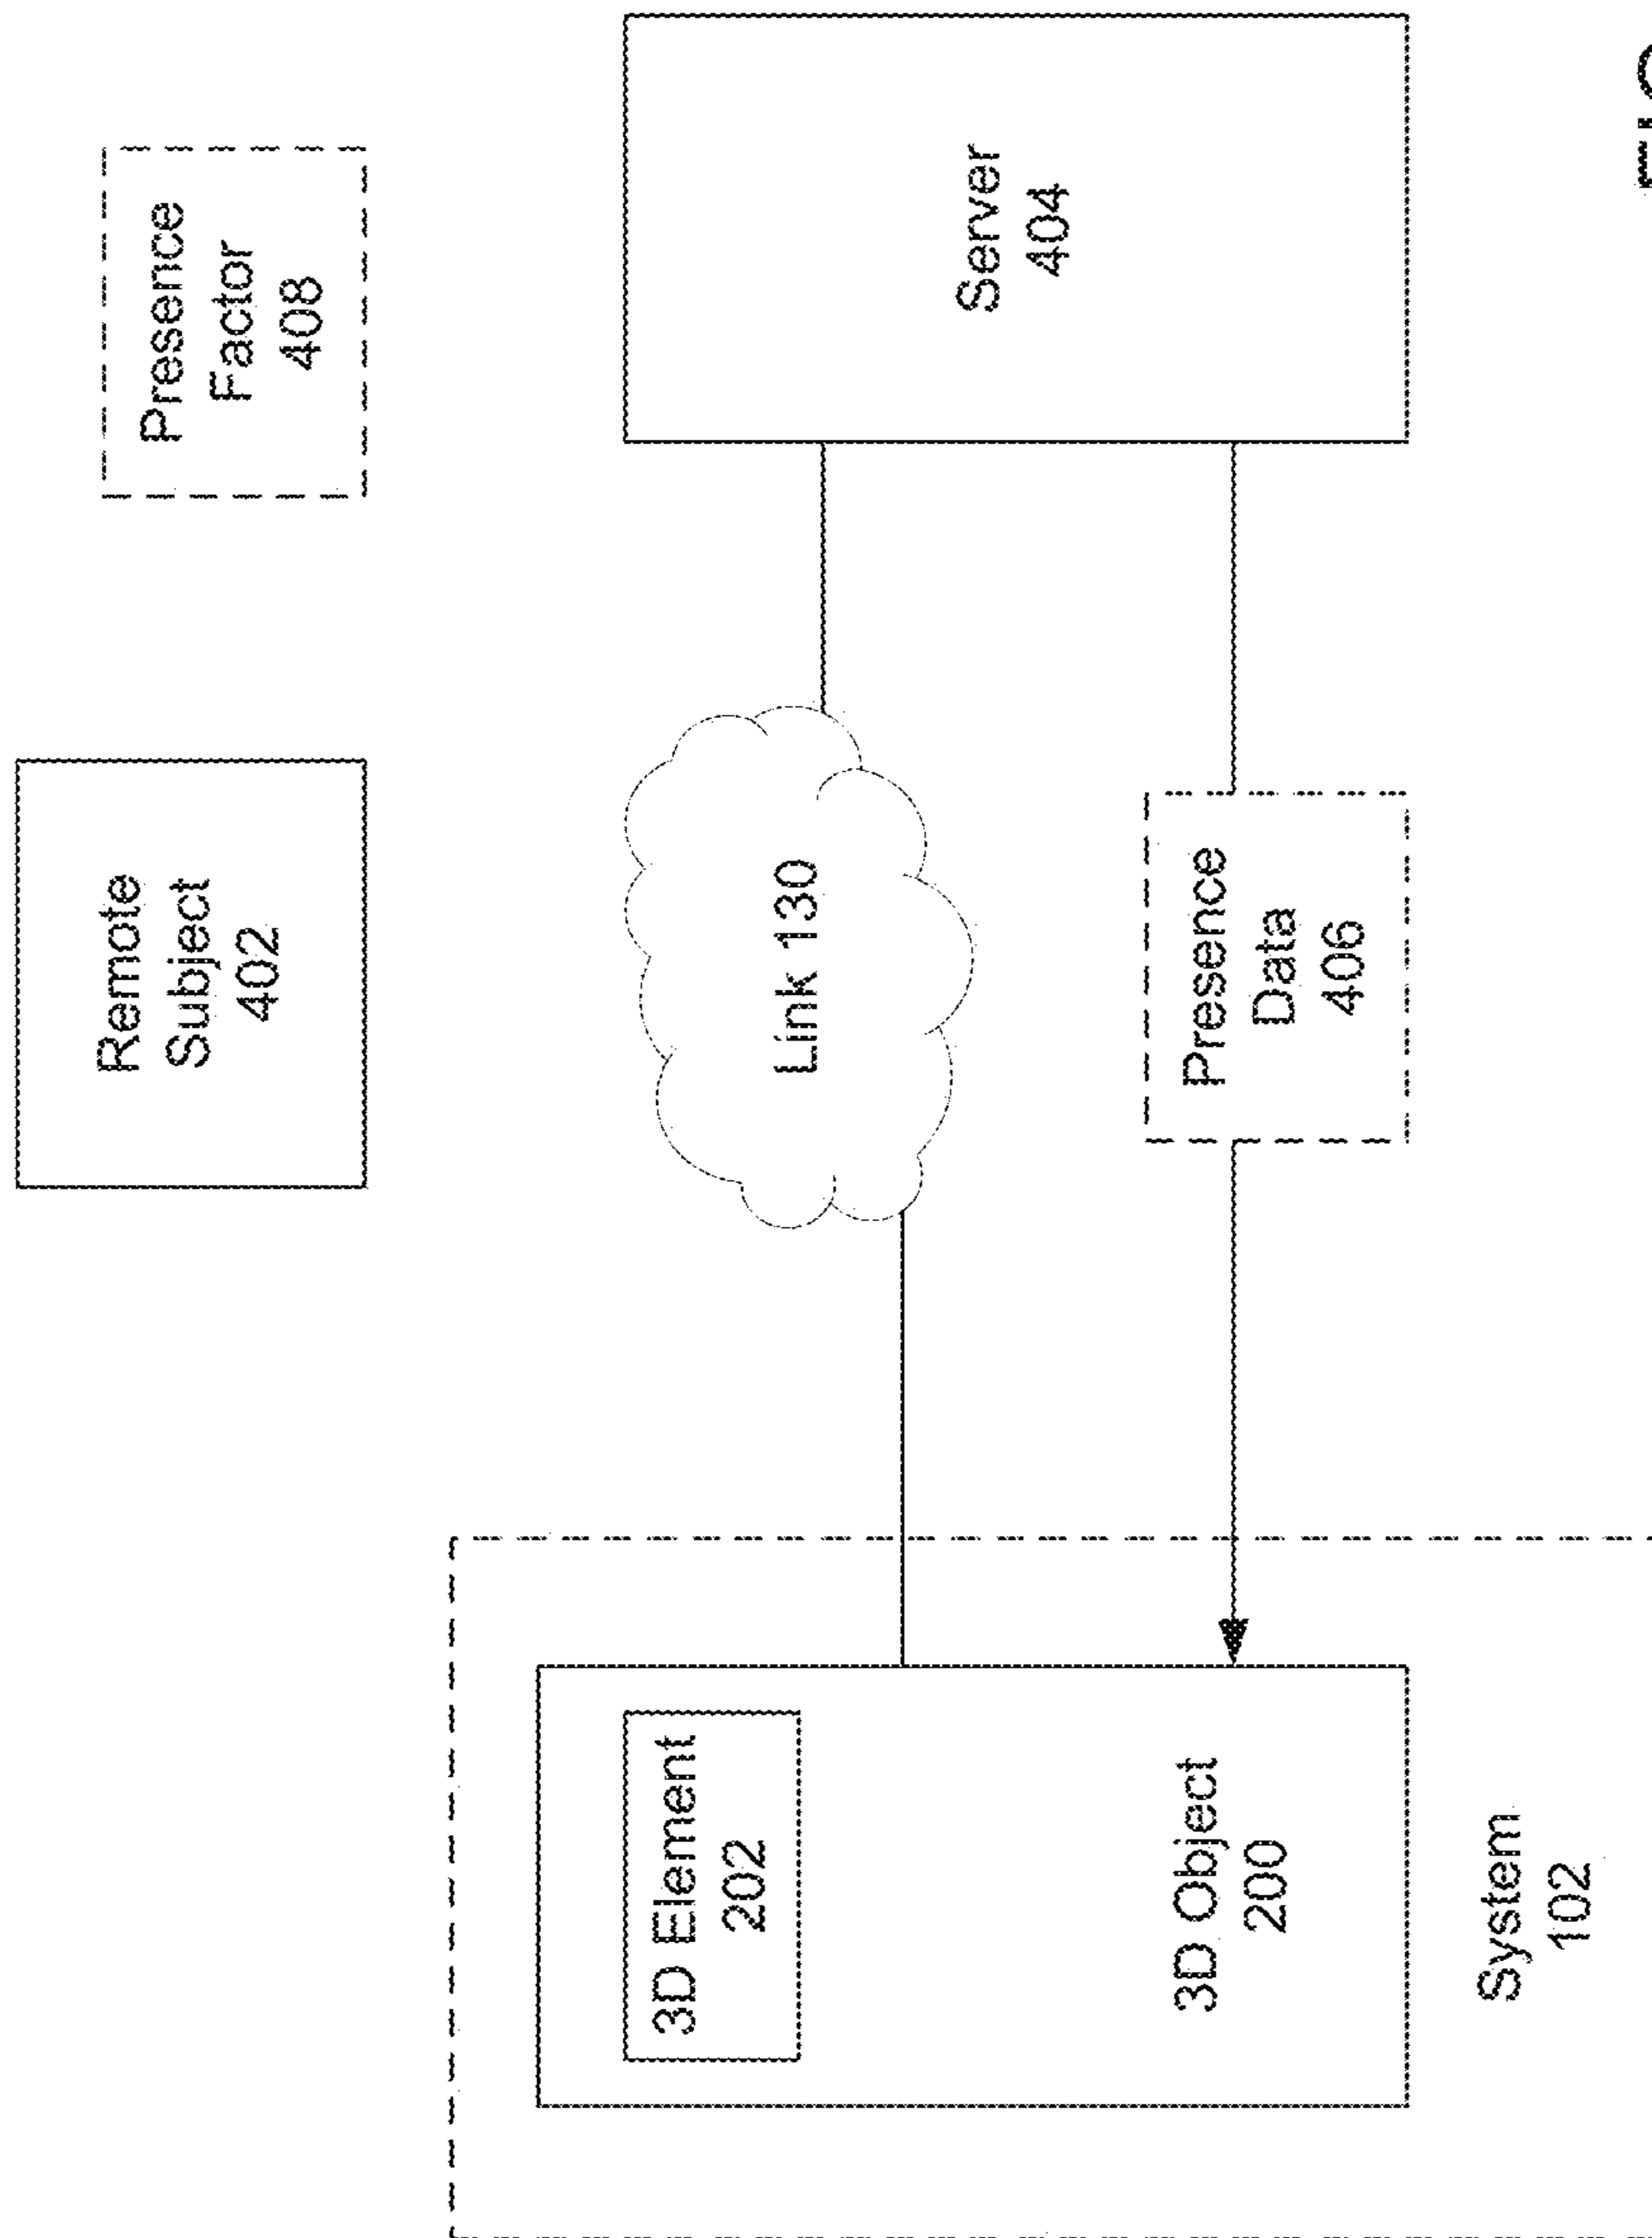 Remote
Subject
402
Presence
Factor
408
3D Element
202
3D Object
200
System
102
Link 130
Presence
Data
406
Server
404